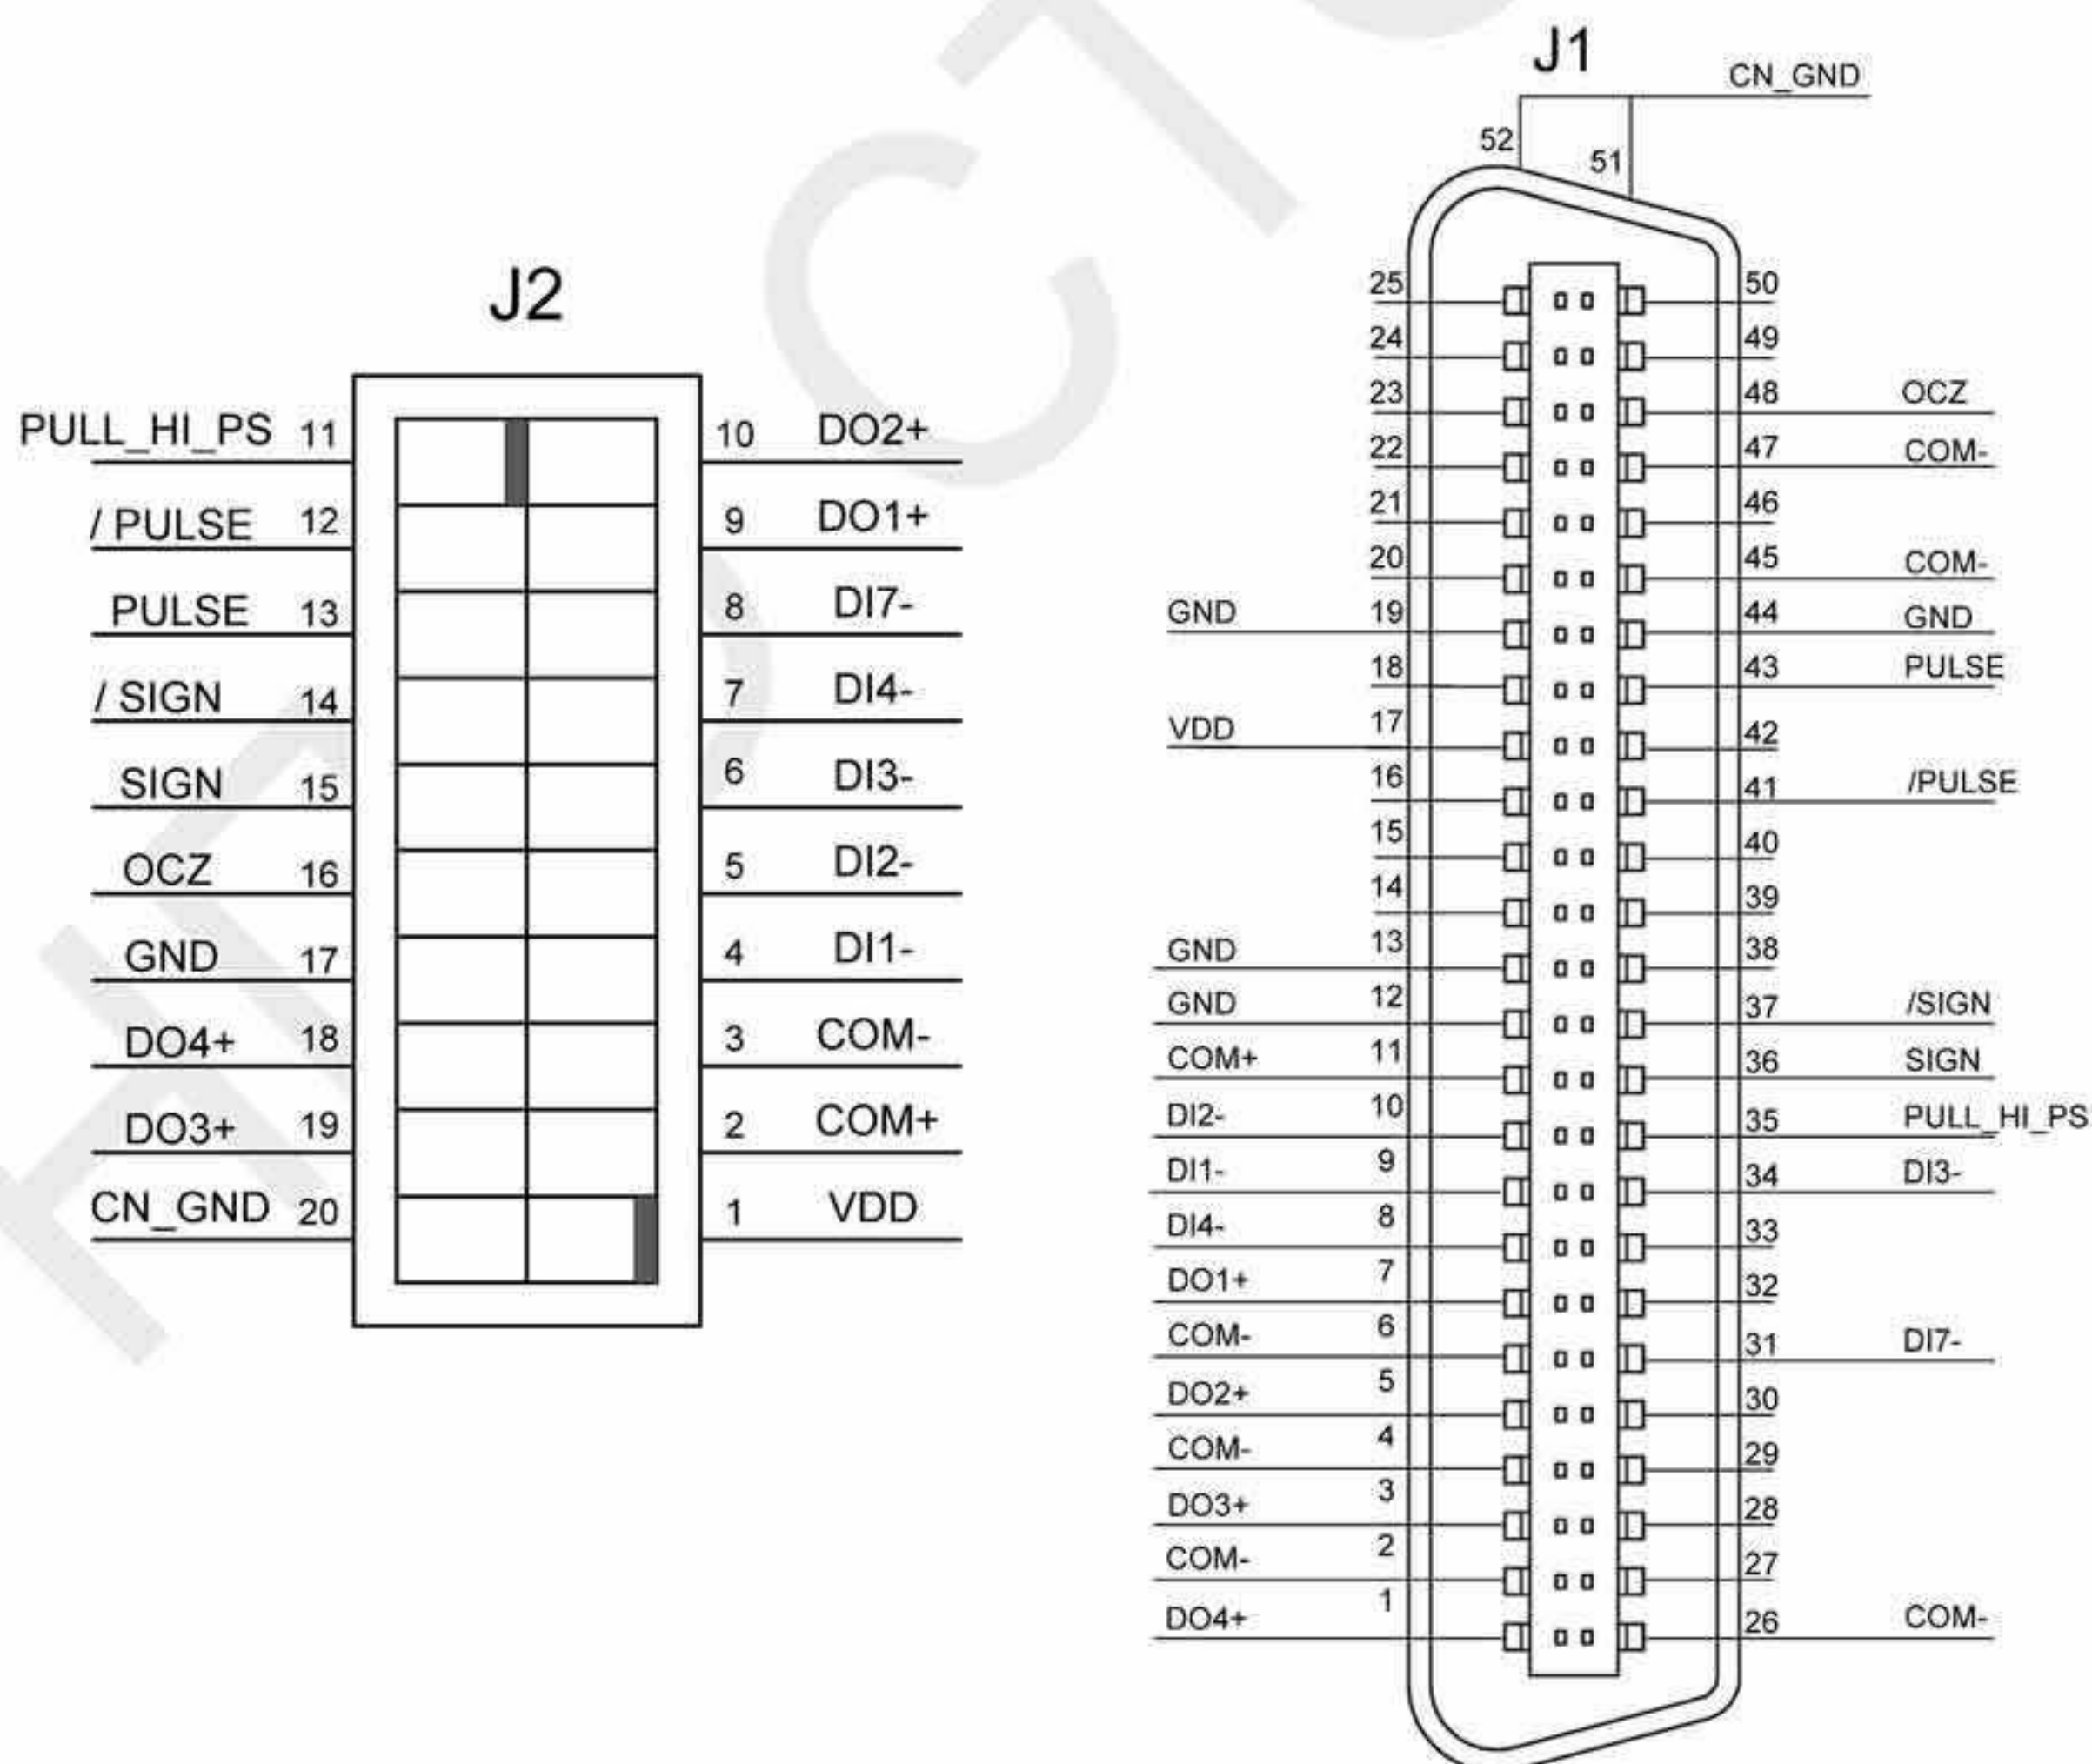 J2
PULL_HI_PS 11 10 DO2+
/ PULSE 12 9 DO1+
PULSE 13 8 DI7-
/ SIGN 14 7 DI4-
SIGN 15 6 DI3-
OCZ 16 5 DI2-
GND 17 4 DI1-
DO4+ 18 3 COM-
DO3+ 19 2 COM+
CN_GND 20 1 VDD
J1
CN_GND
52
51
25 50
24 49
23 48 OCZ
22 47 COM-
21 46
20 45 COM-
GND 19 44 GND
18 43 PULSE
VDD 17 42
16 41 /PULSE
15 40
14 39
GND 13 38
GND 12 37 /SIGN
COM+ 11 36 SIGN
DI2- 10 35 PULL_HI_PS
DI1- 9 34 DI3-
DI4- 8 33
DO1+ 7 32
COM- 6 31 DI7-
DO2+ 5 30
COM- 4 29
DO3+ 3 28
COM- 2 27
DO4+ 1 26 COM-